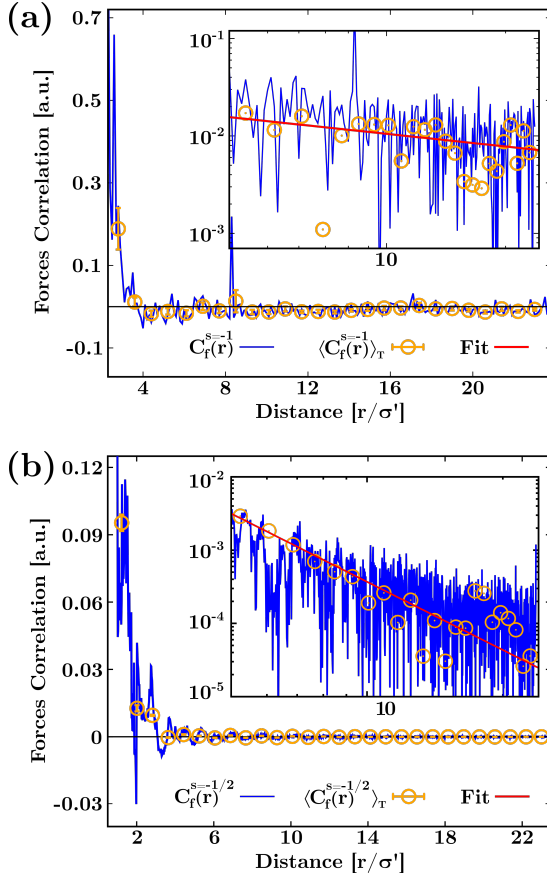 (a)
Forces Correlation [a.u.]
0.7
0.5
0.3
0.1
-0.1
10⁻¹
10⁻²
10⁻³
10
C_f^{s=-1}(r)
⟨C_f^{s=-1}(r)⟩_T
Fit
4 8 12 16 20 24
Distance [r/σ']
(b)
Forces Correlation [a.u.]
0.12
0.09
0.06
0.03
0
-0.03
10⁻²
10⁻³
10⁻⁴
10⁻⁵
10
C_f^{s=-1/2}(r)
⟨C_f^{s=-1/2}(r)⟩_T
Fit
2 6 10 14 18 22
Distance [r/σ']